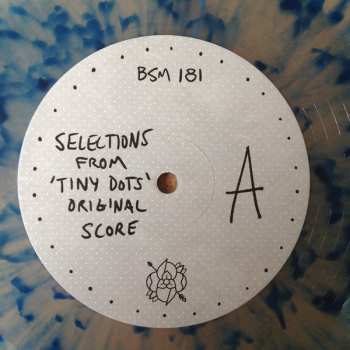 BSM 181
SELECTIONS
FROM
'TINY DOTS'
ORIGINAL
SCORE
A